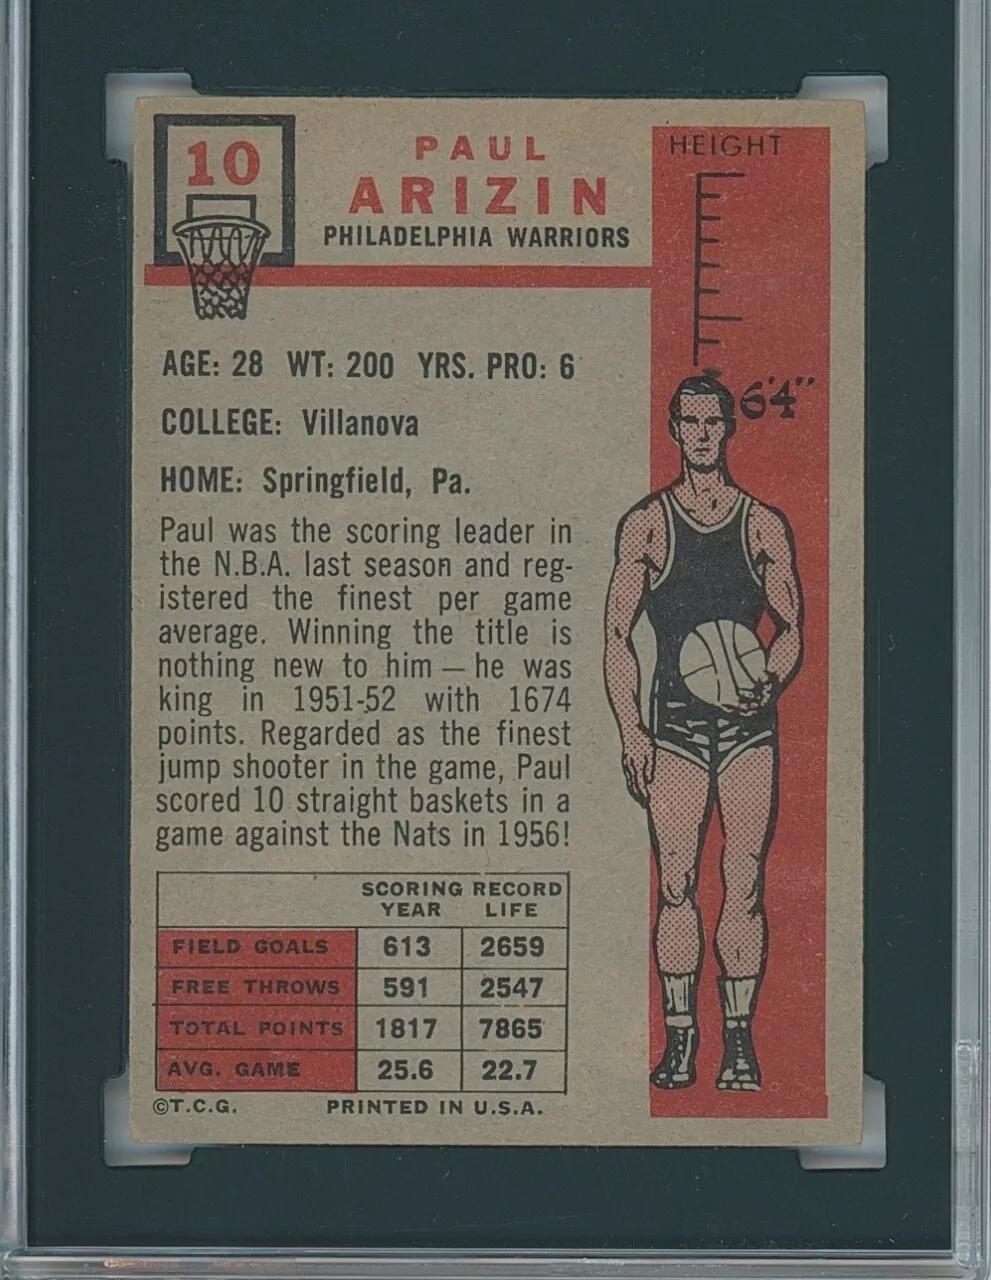 10
PAUL
ARIZIN
PHILADELPHIA WARRIORS
HEIGHT
6'4"
AGE: 28 WT: 200 YRS. PRO: 6
COLLEGE: Villanova
HOME: Springfield, Pa.
Paul was the scoring leader in
the N.B.A. last season and reg-
istered the finest per game
average. Winning the title is
nothing new to him — he was
king in 1951-52 with 1674
points. Regarded as the finest
jump shooter in the game, Paul
scored 10 straight baskets in a
game against the Nats in 1956!
SCORING RECORD
YEAR LIFE
FIELD GOALS 613 2659
FREE THROWS 591 2547
TOTAL POINTS 1817 7865
AVG. GAME 25.6 22.7
©T.C.G. PRINTED IN U.S.A.